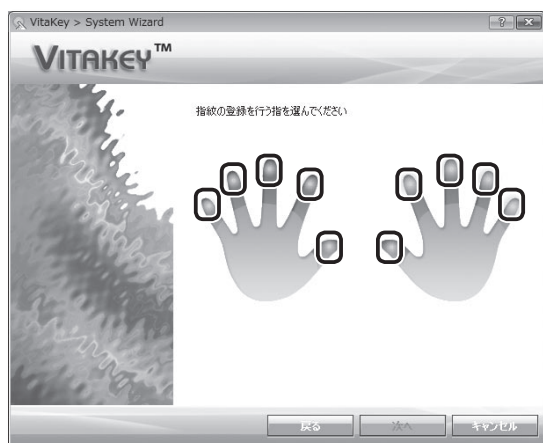 VitaKey > System Wizard
VITAKEY™
指紋の登録を行う指を選んでください
戻る
次へ
キャンセル